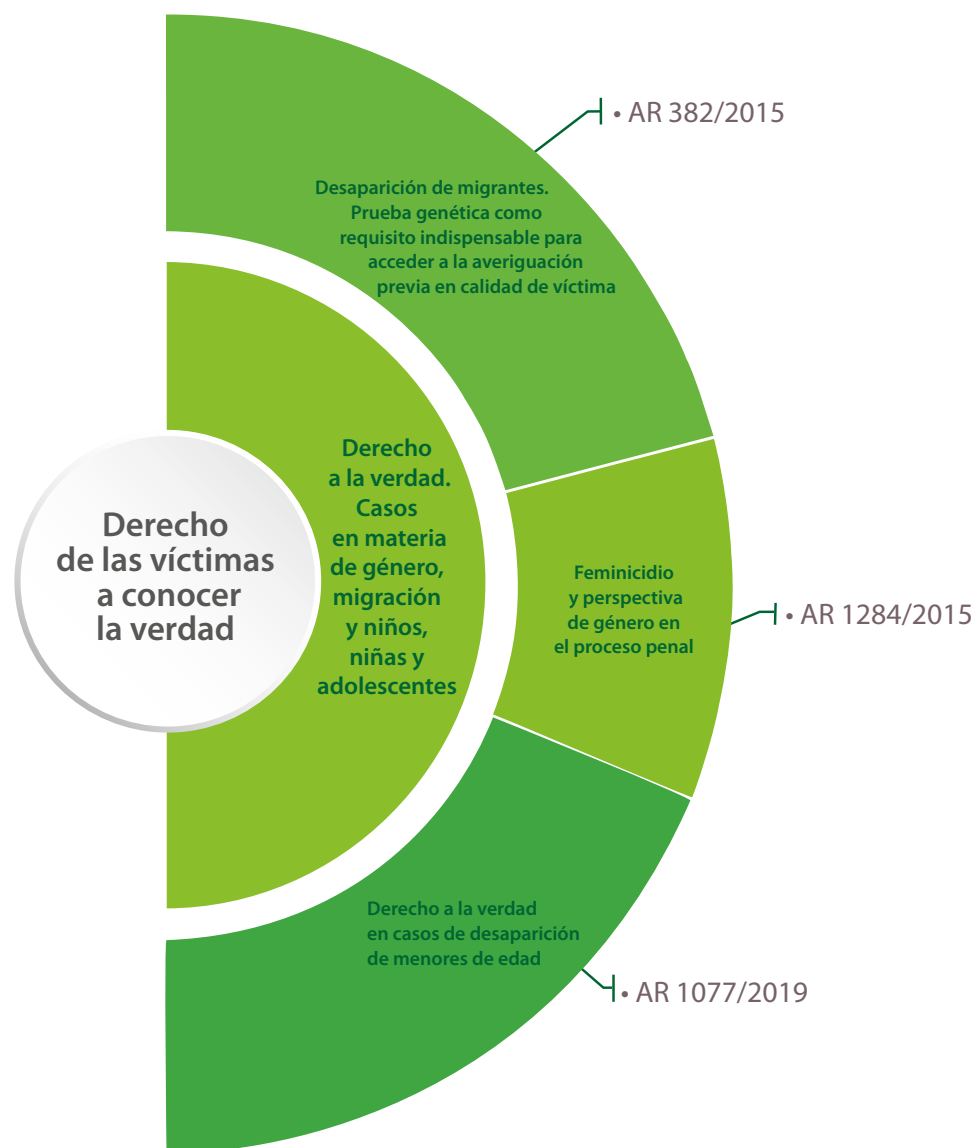 Derecho
de las víctimas
a conocer
la verdad
Derecho
a la verdad.
Casos
en materia
de género,
migración
y niños,
niñas y
adolescentes
Desaparición de migrantes.
Prueba genética como
requisito indispensable para
acceder a la averiguación
previa en calidad de víctima
• AR 382/2015
Feminicidio
y perspectiva
de género en
el proceso penal
• AR 1284/2015
Derecho a la verdad
en casos de desaparición
de menores de edad
• AR 1077/2019